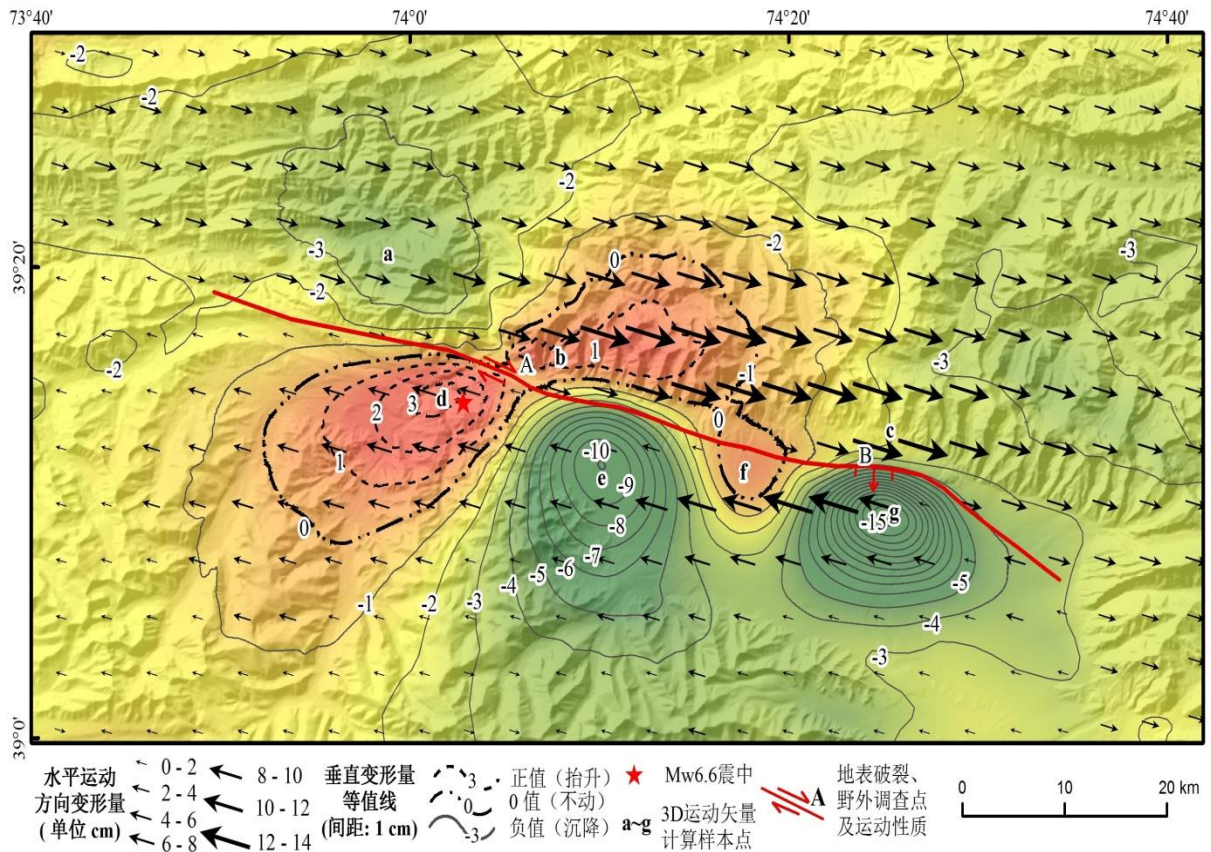 73°40' 74°0' 74°20' 74°40'
-2
-2
-2
39°20'
-3
a
-2
0
-2
-3
-2
A
b
1
-1
-3
2
3
d
0
c
1
-10
e
-9
f
B
0
-8
-15
g
-7
-6
-5
-4
-5
-1
-2
-3
-4
-3
39°0'
水平运动
方向变形量
(单位 cm)
0 - 2
2 - 4
4 - 6
6 - 8
8 - 10
10 - 12
12 - 14
垂直变形量
等值线
(间距: 1 cm)
3
0
-3
正值（抬升）
0 值（不动）
负值（沉降）
Mw6.6震中
a~g
3D运动矢量
计算样本点
A
地表破裂、
野外调查点
及运动性质
0 10 20 km